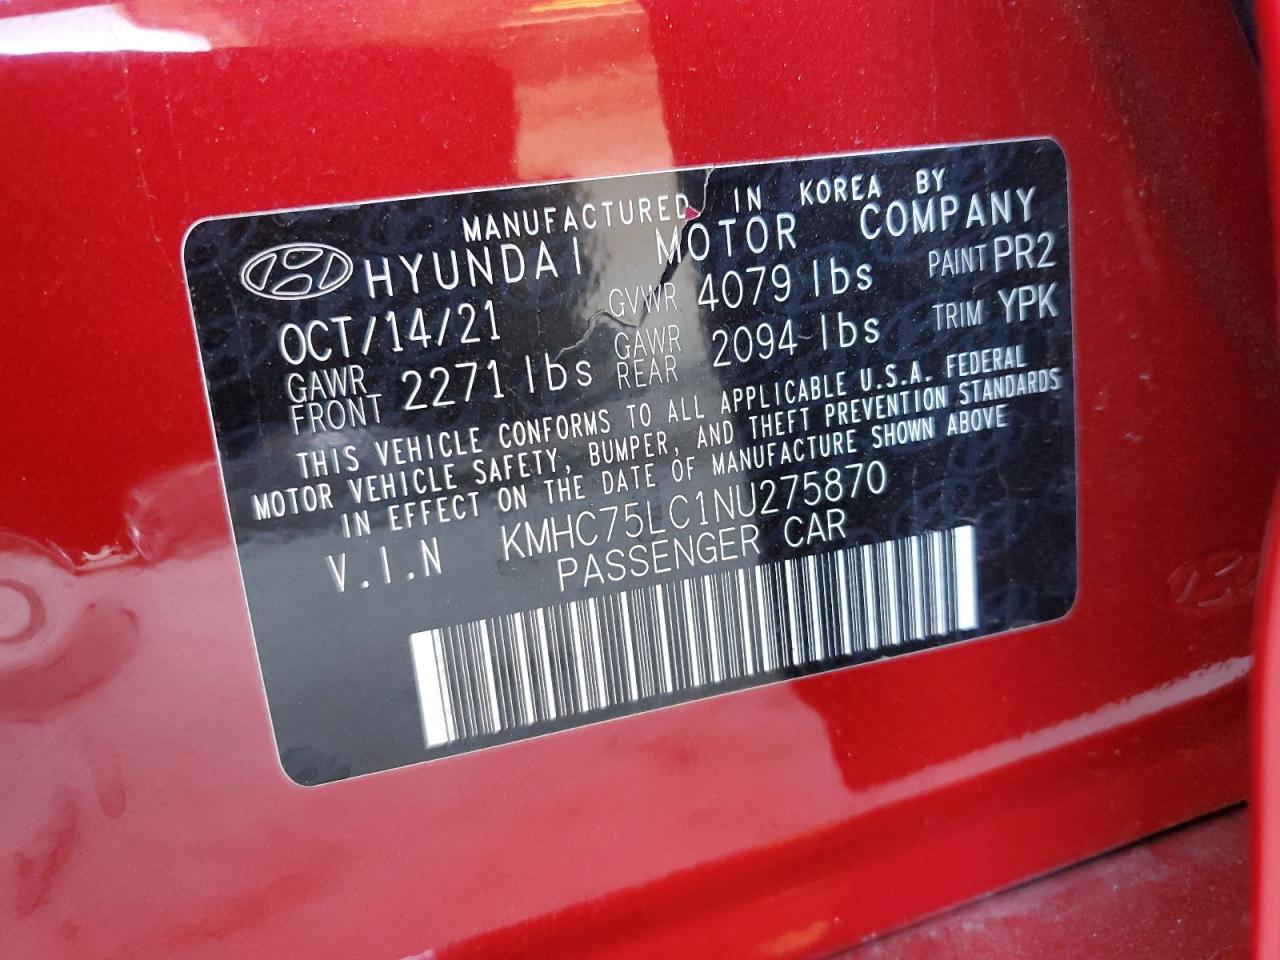 MANUFACTURED IN KOREA BY
HYUNDAI MOTOR COMPANY
OCT/14/21 GVWR 4079 lbs PAINT PR2
GAWR FRONT 2271 lbs GAWR REAR 2094 lbs TRIM YPK
THIS VEHICLE CONFORMS TO ALL APPLICABLE U.S.A. FEDERAL
MOTOR VEHICLE SAFETY, BUMPER, AND THEFT PREVENTION STANDARDS
IN EFFECT ON THE DATE OF MANUFACTURE SHOWN ABOVE
V.I.N KMHC75LC1NU275870
PASSENGER CAR